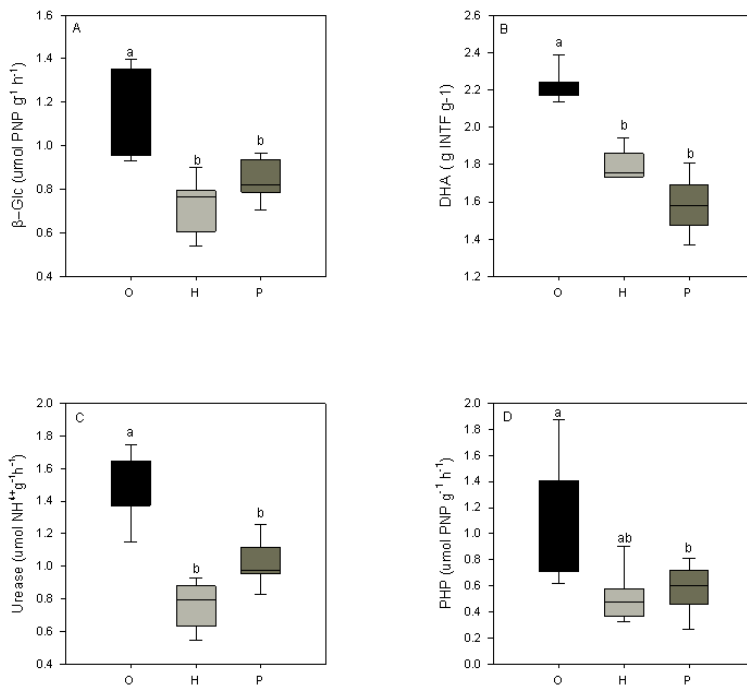 A
β–Glc (umol PNP g⁻¹ h⁻¹)
1.6
1.4
1.2
1.0
0.8
0.6
0.4
a
b
b
O H P
B
DHA ( g INTF g-1)
2.6
2.4
2.2
2.0
1.8
1.6
1.4
1.2
a
b
b
O H P
C
Urease (umol NH⁴⁺g⁻¹h⁻¹)
2.0
1.8
1.6
1.4
1.2
1.0
0.8
0.6
0.4
a
b
b
O H P
D
PHP (umol PNP g⁻¹ h⁻¹)
2.0
1.8
1.6
1.4
1.2
1.0
0.8
0.6
0.4
0.2
0.0
a
ab
b
O H P